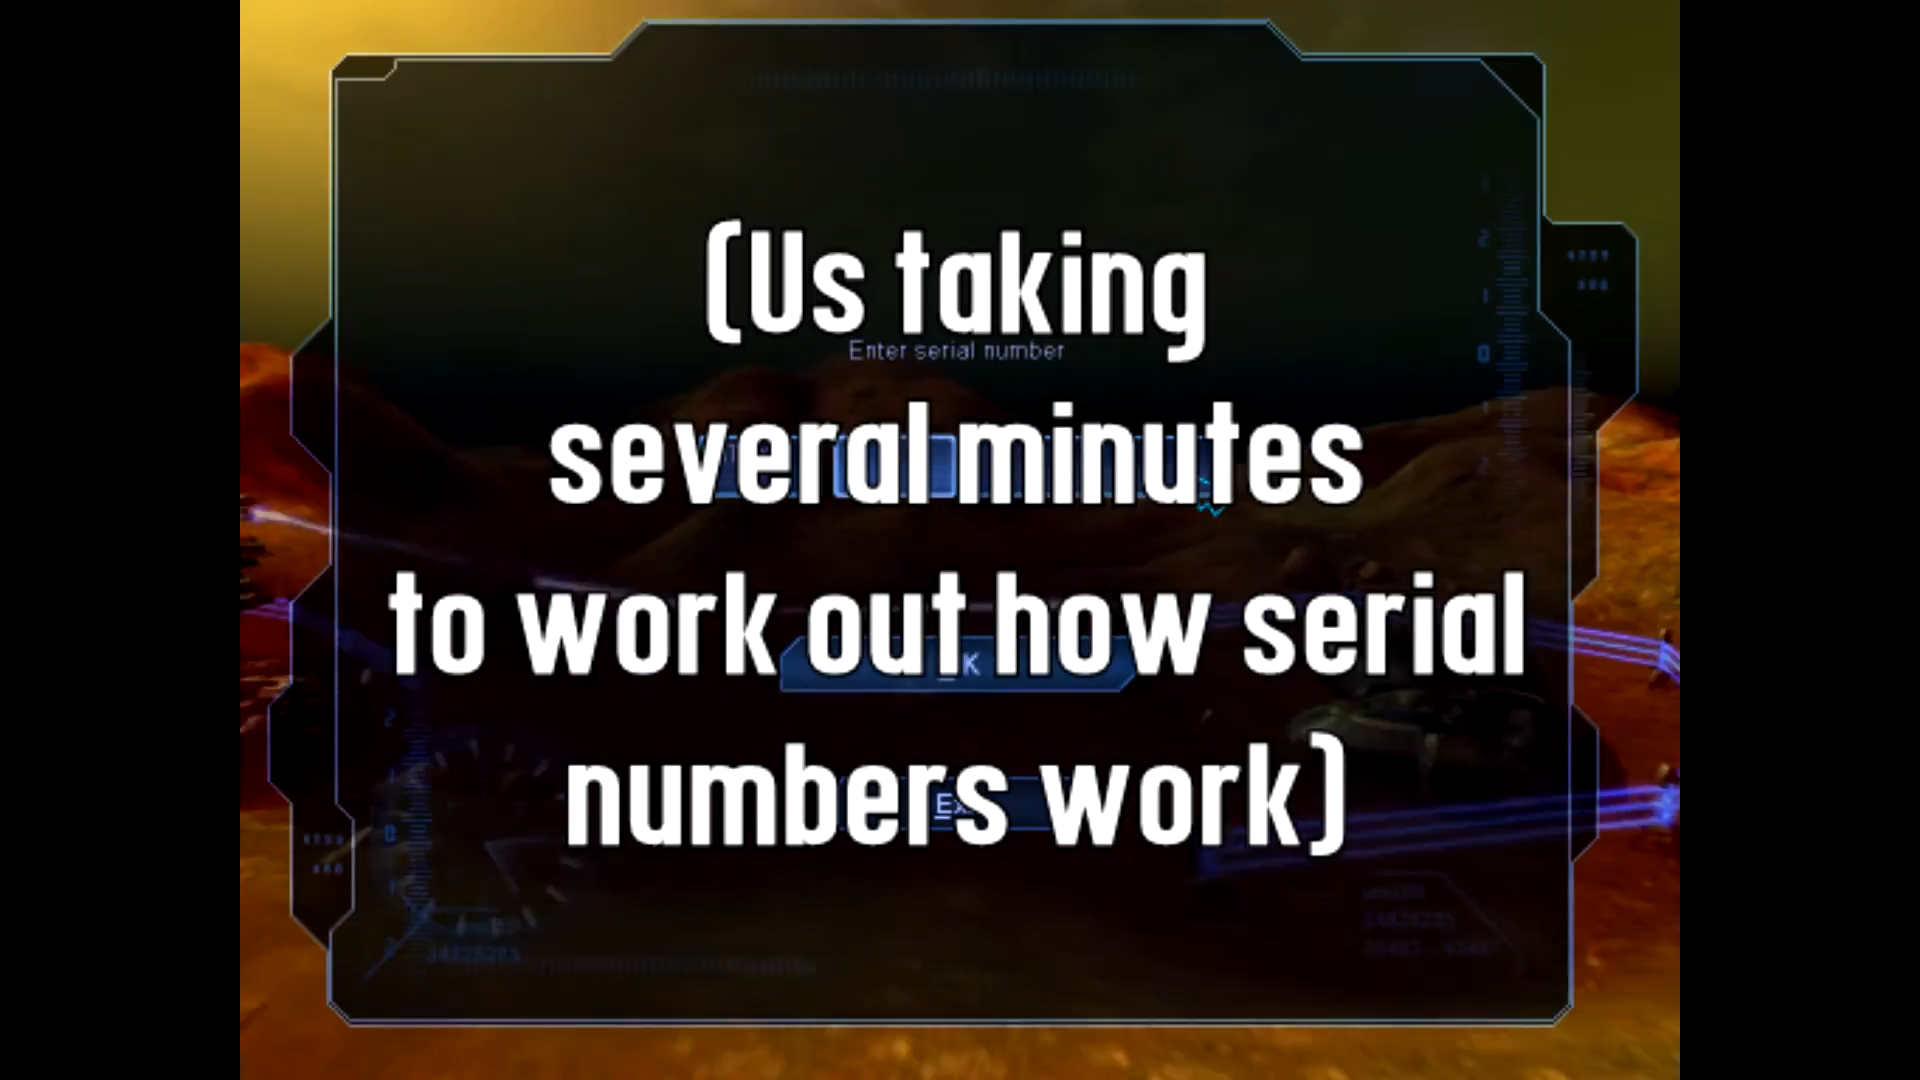 (Us taking
Enter serial number
several minutes
to work out how serial
numbers work)